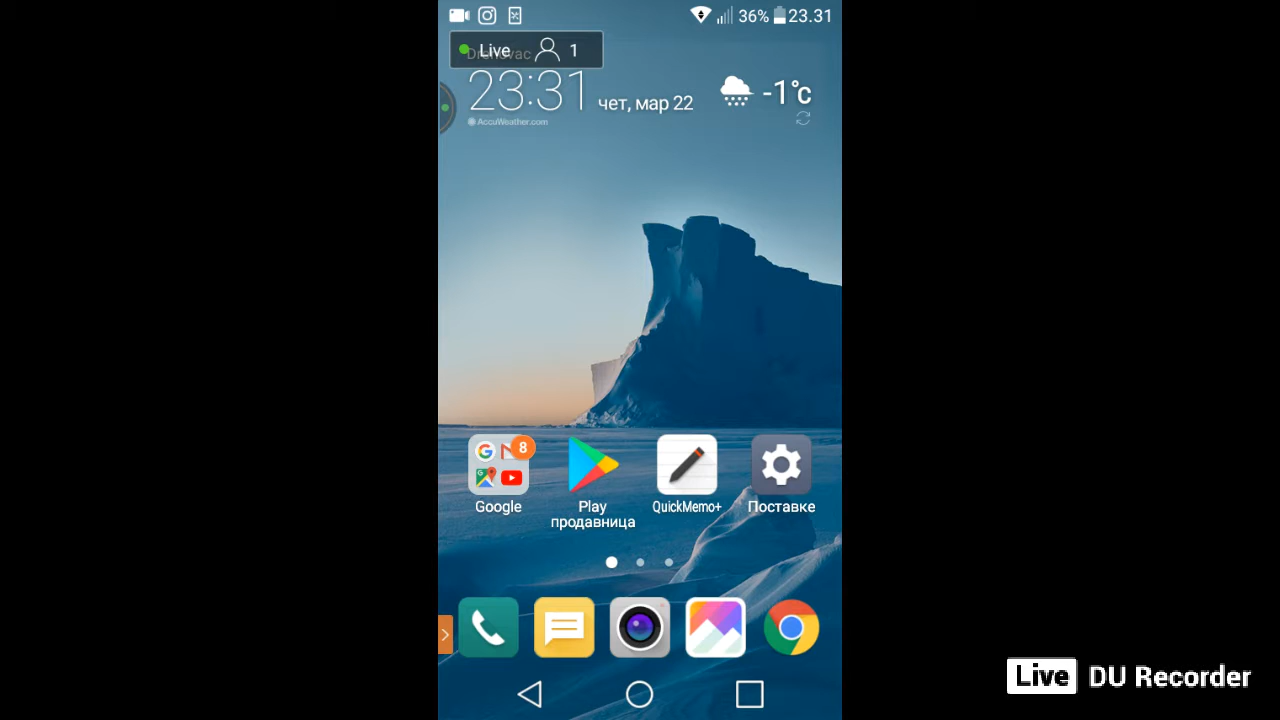 36% 23.31
Live 1
Drenovac
23:31 чет, мар 22 -1°c
AccuWeather.com
8
Google
Play
продавница
QuickMemo+
Поставке
Live DU Recorder